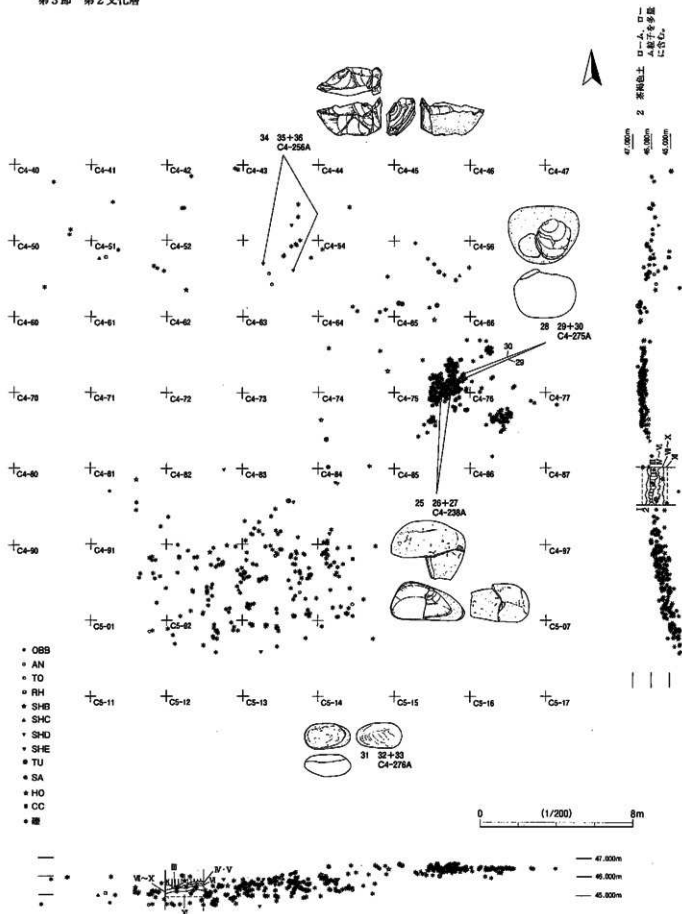 第3節 第2文化層
2 茶褐色土 ローム、ロー
ム粒子を多量
に含む。
47.000m
46.000m
45.000m
34 35+36
C4-256A
C4-40 C4-41 C4-42 C4-43 C4-44 C4-45 C4-46 C4-47
C4-50 C4-51 C4-52 C4-54 C4-56
28 29+30
C4-275A
C4-60 C4-61 C4-62 C4-63 C4-64 C4-65 C4-66
30
29
C4-70 C4-71 C4-72 C4-73 C4-74 C4-75 C4-76 C4-77
C4-80 C4-81 C4-82 C4-83 C4-84 C4-85 C4-86 C4-87
25 26+27
C4-238A
C4-90 C4-91 C4-97
C5-01 C5-02 C5-07
C5-11 C5-12 C5-13 C5-14 C5-15 C5-16 C5-17
OBB
AN
TO
RH
SHB
SHC
SHD
SHE
TU
SA
HO
CC
礫
31 32+33
C4-276A
0 (1/200) 8m
III
VII~X
IV・V
VI
47.000m
46.000m
45.000m